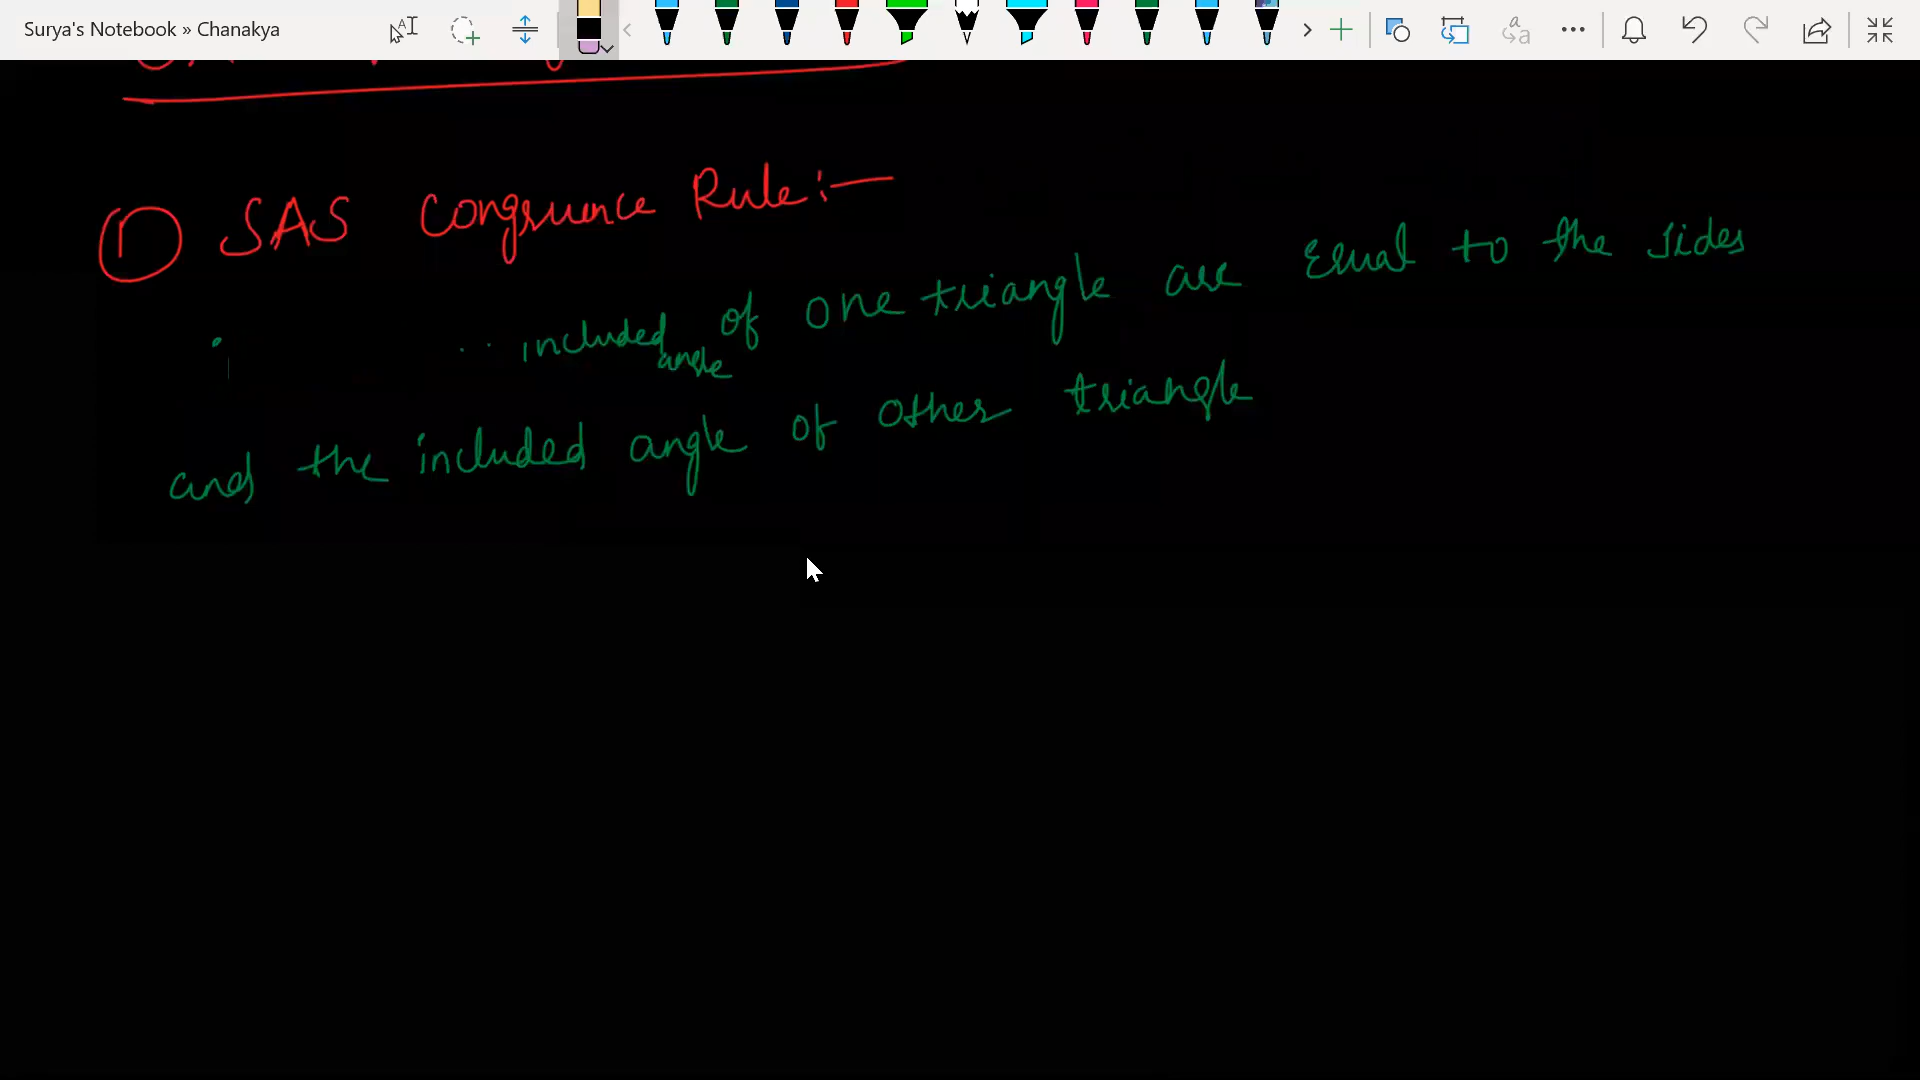 Surya's Notebook » Chanakya
① SAS Congruence Rule:—
included angle of one triangle are Equal to the sides
and the included angle of other triangle